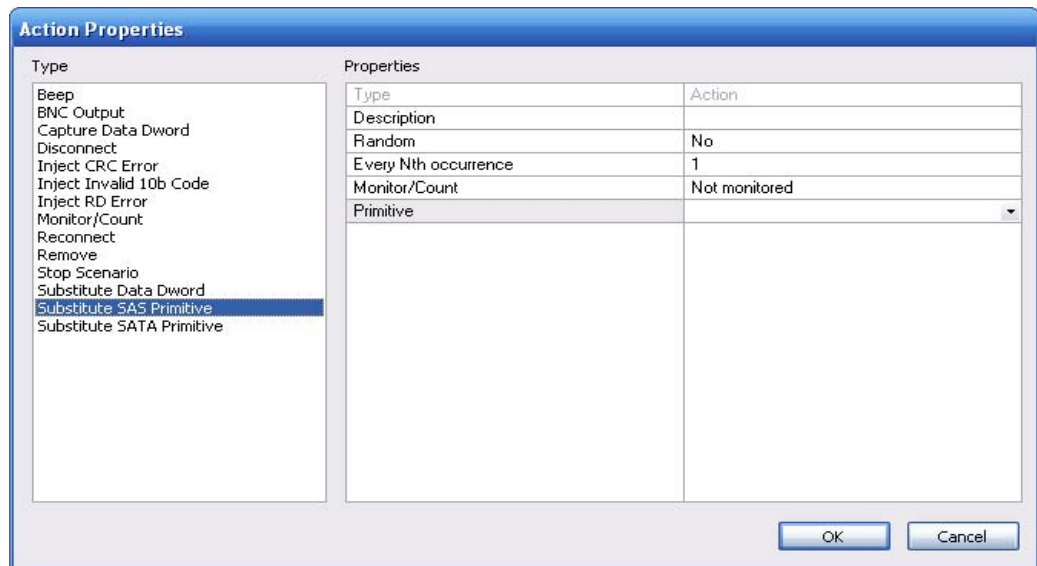 Action Properties
Type
Beep
BNC Output
Capture Data Dword
Disconnect
Inject CRC Error
Inject Invalid 10b Code
Inject RD Error
Monitor/Count
Reconnect
Remove
Stop Scenario
Substitute Data Dword
Substitute SAS Primitive
Substitute SATA Primitive
Properties
Type Action
Description
Random No
Every Nth occurrence 1
Monitor/Count Not monitored
Primitive
OK Cancel